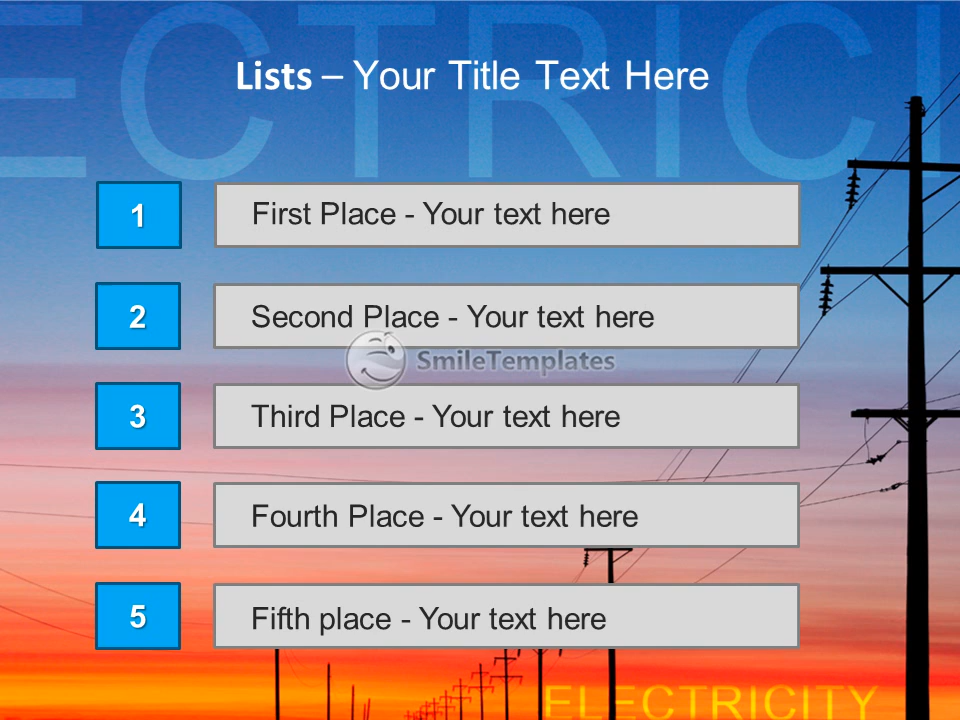 ECTRICI
Lists – Your Title Text Here
1 First Place - Your text here
2 Second Place - Your text here
SmileTemplates
3 Third Place - Your text here
4 Fourth Place - Your text here
5 Fifth place - Your text here
ELECTRICITY